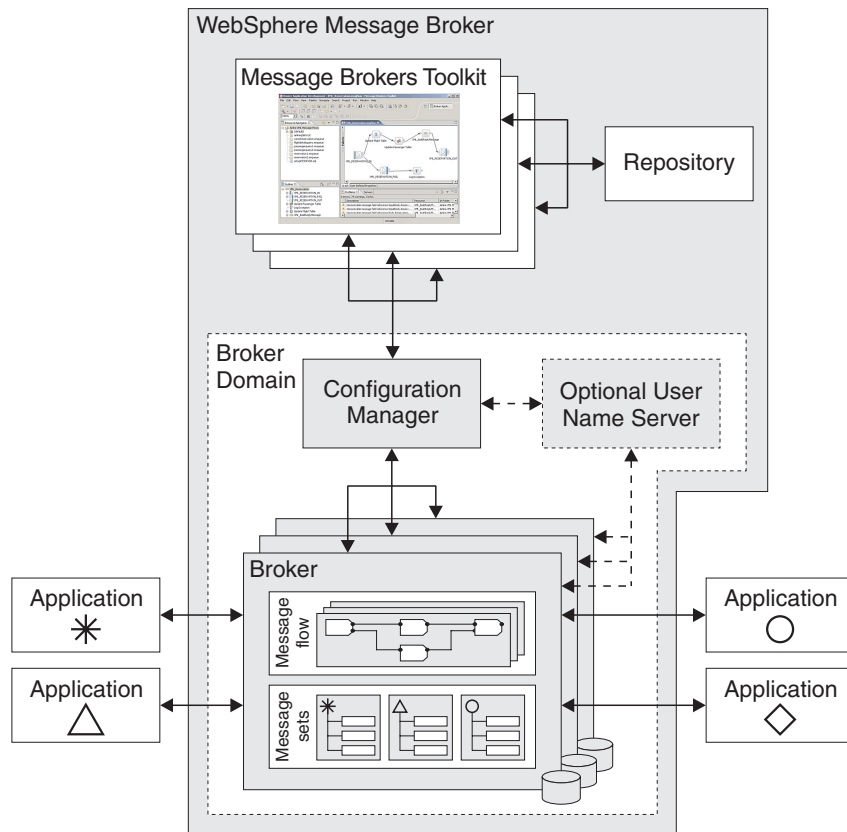 WebSphere Message Broker
Message Brokers Toolkit
Repository
Broker
Domain
Configuration
Manager
Optional User
Name Server
Broker
Message
flow
Message
sets
Application
Application
Application
Application